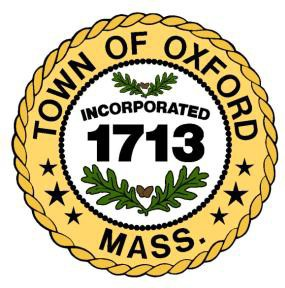 TOWN OF OXFORD
INCORPORATED
1713
MASS.